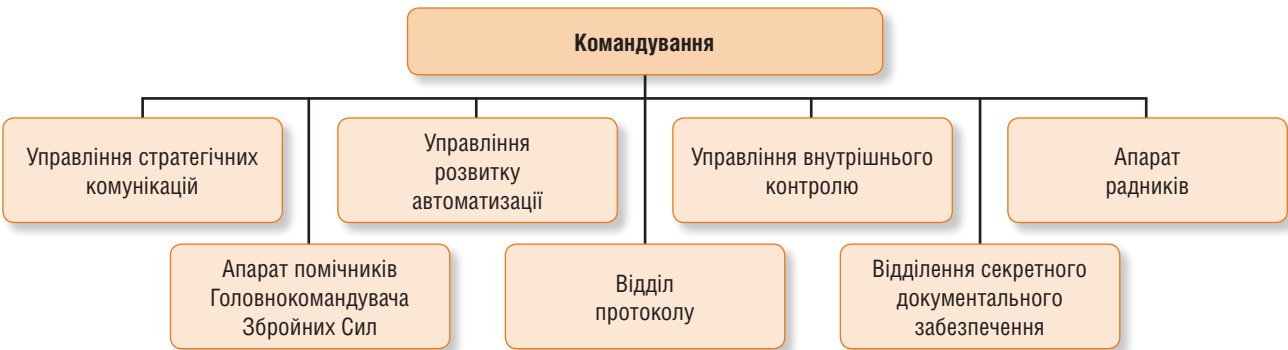 Командування
Управління стратегічних
комунікацій
Управління
розвитку
автоматизації
Управління внутрішнього
контролю
Апарат
радників
Апарат помічників
Головнокомандувача
Збройних Сил
Відділ
протоколу
Відділення секретного
документального
забезпечення